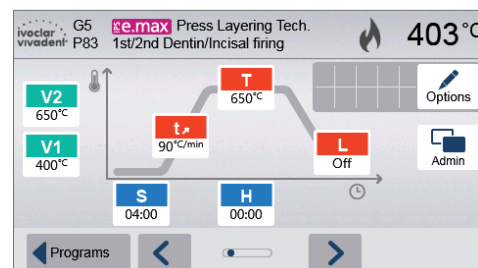 ivoclar
vivadent
G5
P83
e.max Press Layering Tech.
1st/2nd Dentin/Incisal firing
403°C
V2
650°C
V1
400°C
t↗
90°C/min
T
650°C
L
Off
S
04:00
H
00:00
Options
Admin
Programs